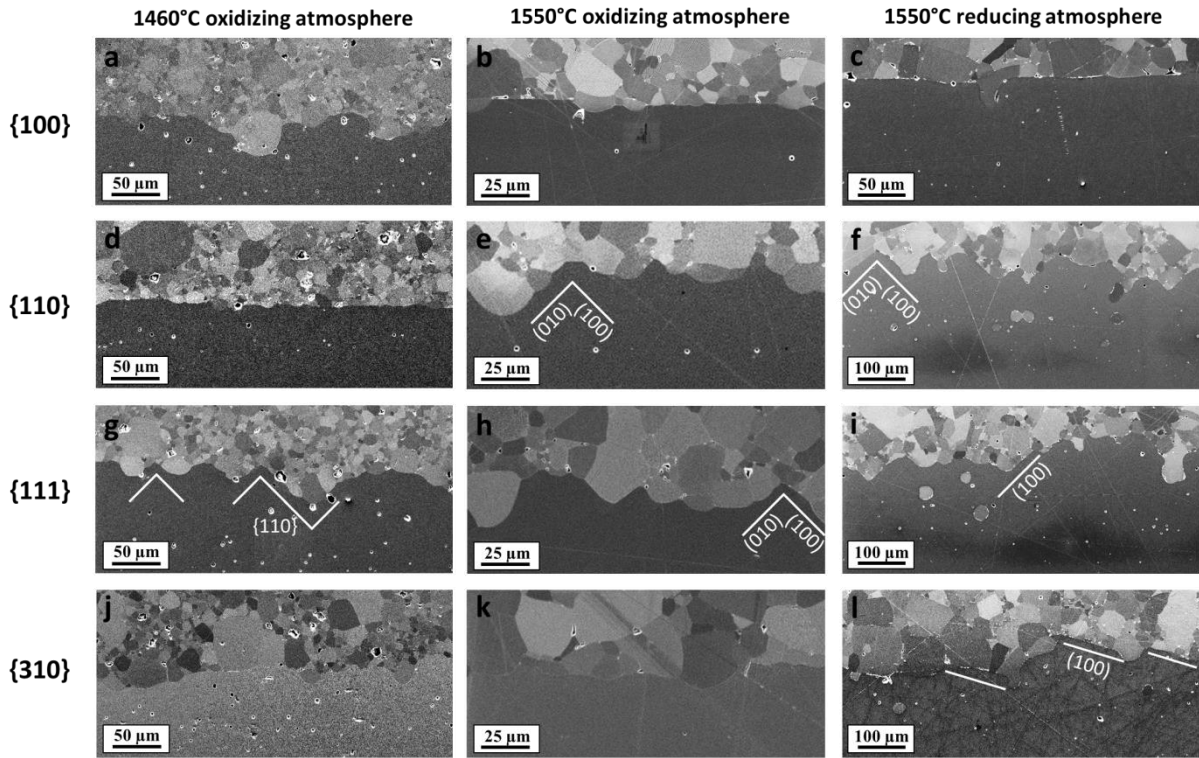 1460°C oxidizing atmosphere
1550°C oxidizing atmosphere
1550°C reducing atmosphere
{100}
a
50 µm
b
25 µm
c
50 µm
{110}
d
50 µm
e
(010)
(100)
25 µm
f
(010)
(100)
100 µm
{111}
g
{110}
50 µm
h
(010)
(100)
25 µm
i
(100)
100 µm
{310}
j
50 µm
k
25 µm
l
(100)
100 µm